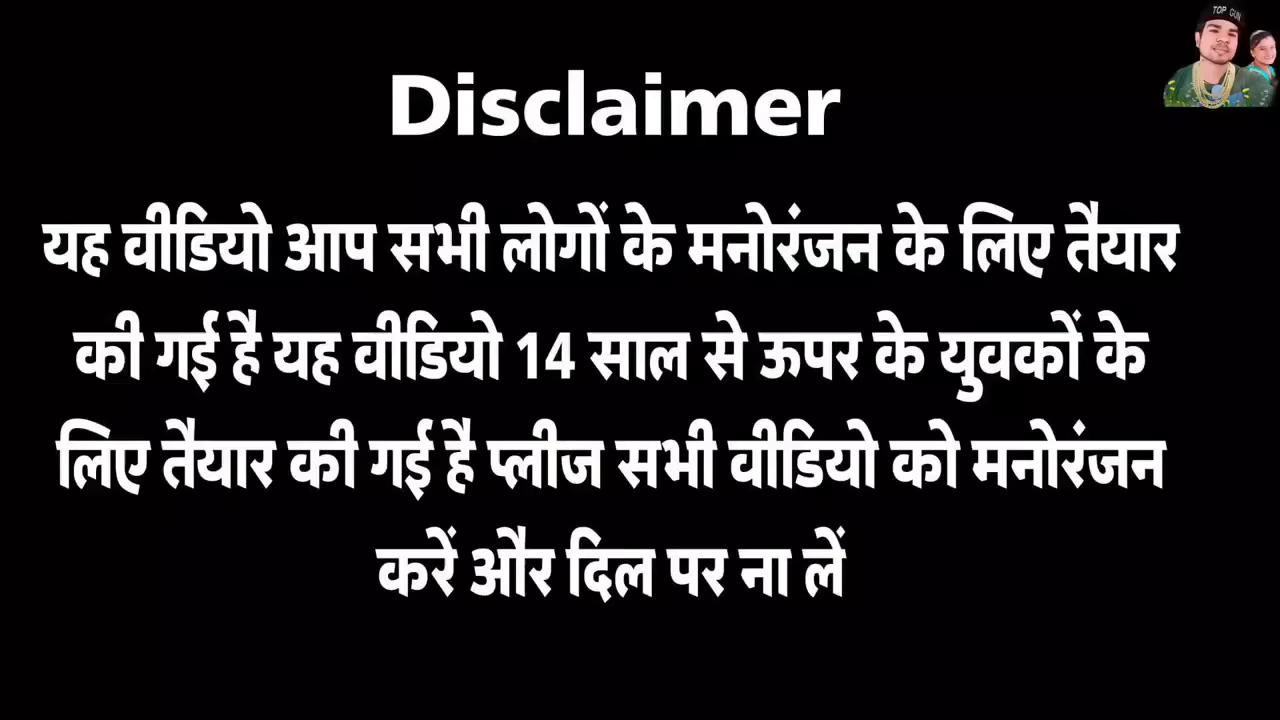 TOP GUN
Disclaimer
यह वीडियो आप सभी लोगों के मनोरंजन के लिए तैयार
की गई है यह वीडियो 14 साल से ऊपर के युवकों के
लिए तैयार की गई है प्लीज सभी वीडियो को मनोरंजन
करें और दिल पर ना लें